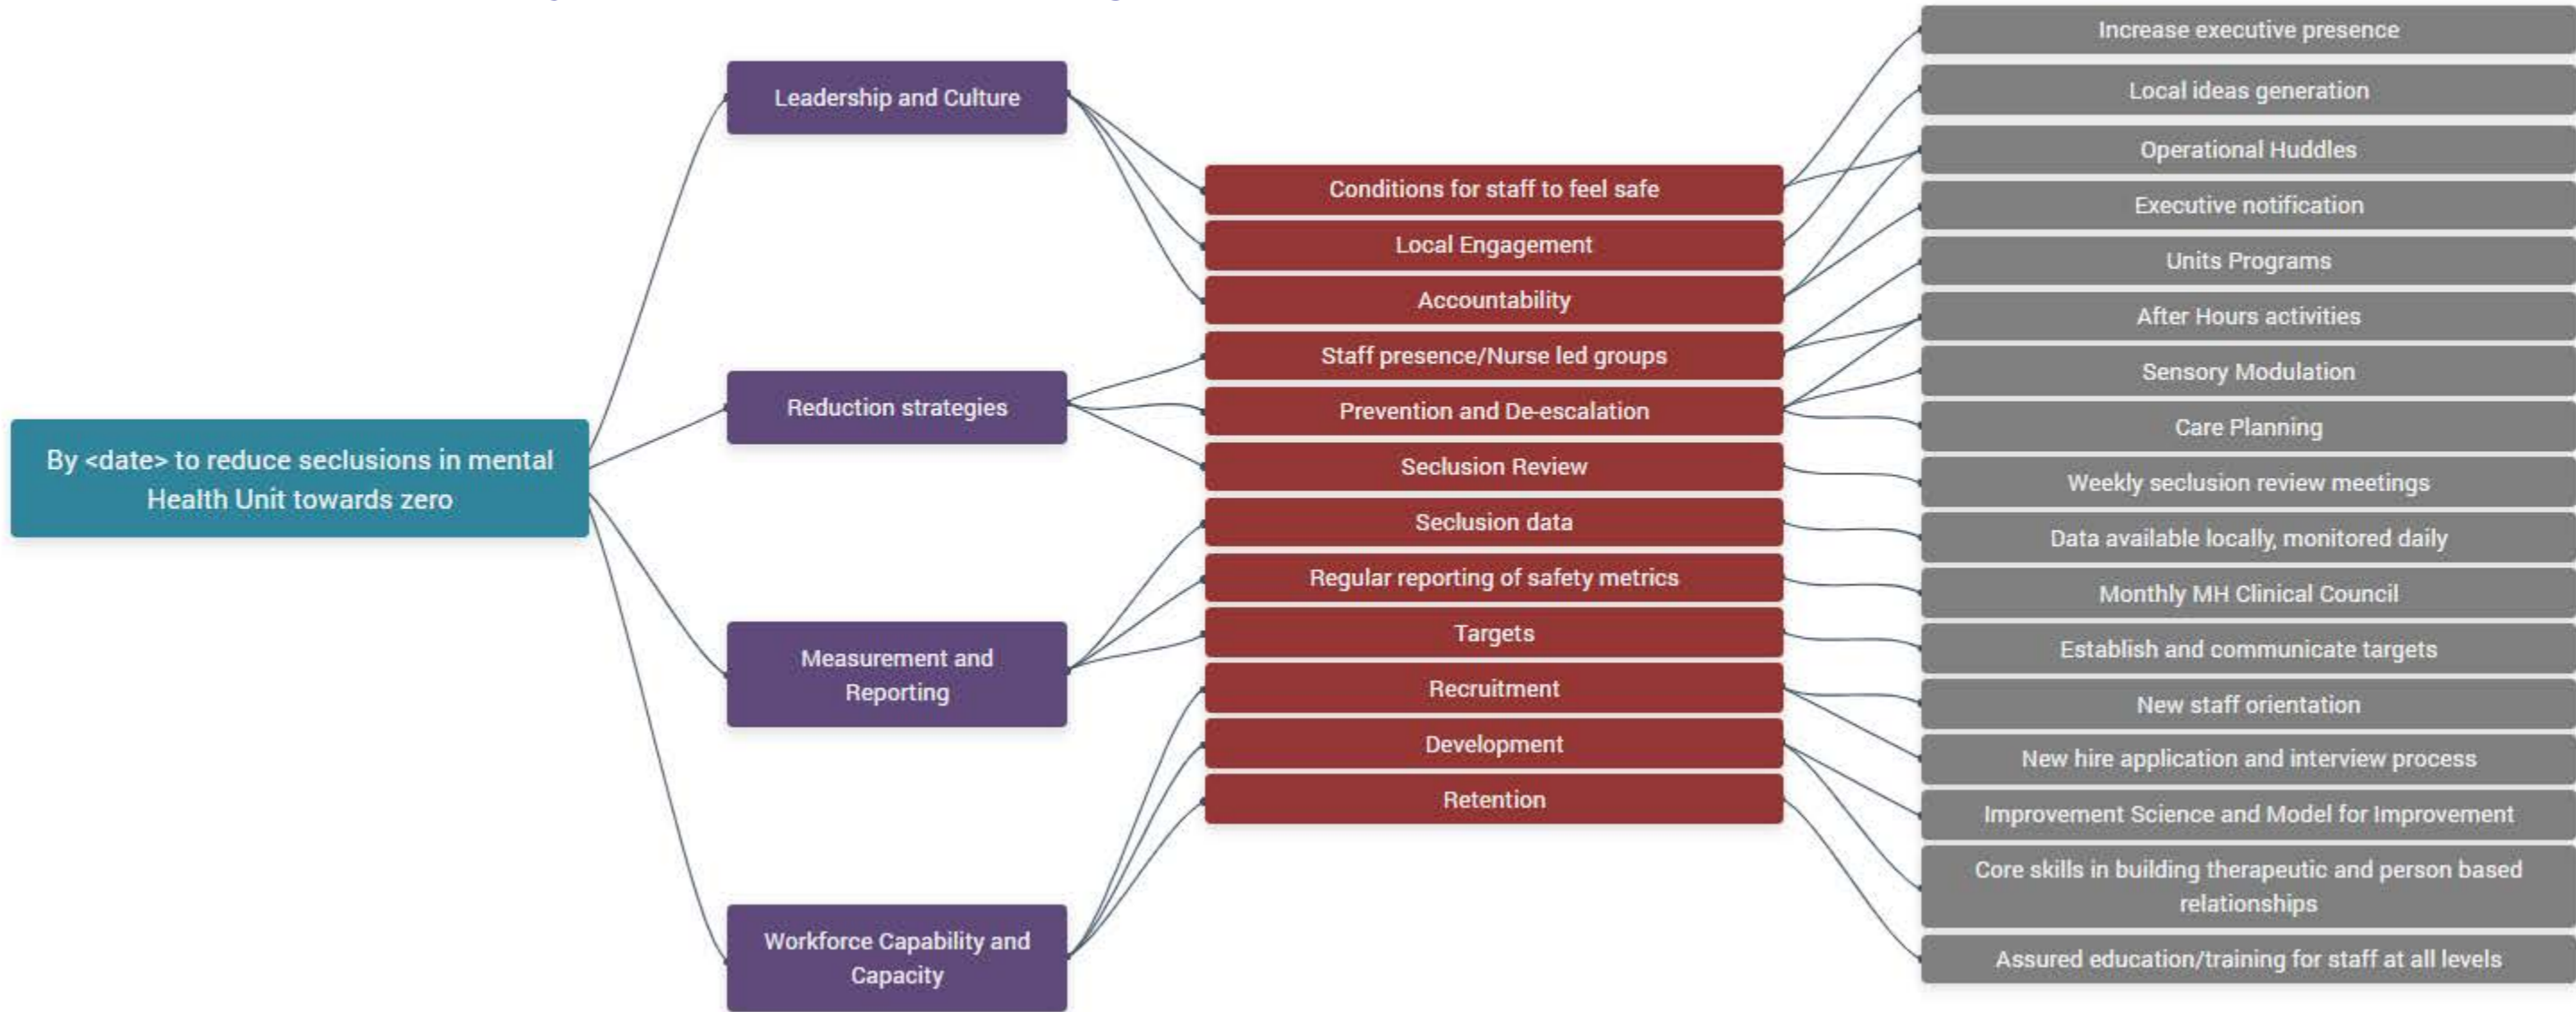 By <date> to reduce seclusions in mental
Health Unit towards zero
Leadership and Culture
Reduction strategies
Measurement and
Reporting
Workforce Capability and
Capacity
Conditions for staff to feel safe
Local Engagement
Accountability
Staff presence/Nurse led groups
Prevention and De-escalation
Seclusion Review
Seclusion data
Regular reporting of safety metrics
Targets
Recruitment
Development
Retention
Increase executive presence
Local ideas generation
Operational Huddles
Executive notification
Units Programs
After Hours activities
Sensory Modulation
Care Planning
Weekly seclusion review meetings
Data available locally, monitored daily
Monthly MH Clinical Council
Establish and communicate targets
New staff orientation
New hire application and interview process
Improvement Science and Model for Improvement
Core skills in building therapeutic and person based
relationships
Assured education/training for staff at all levels